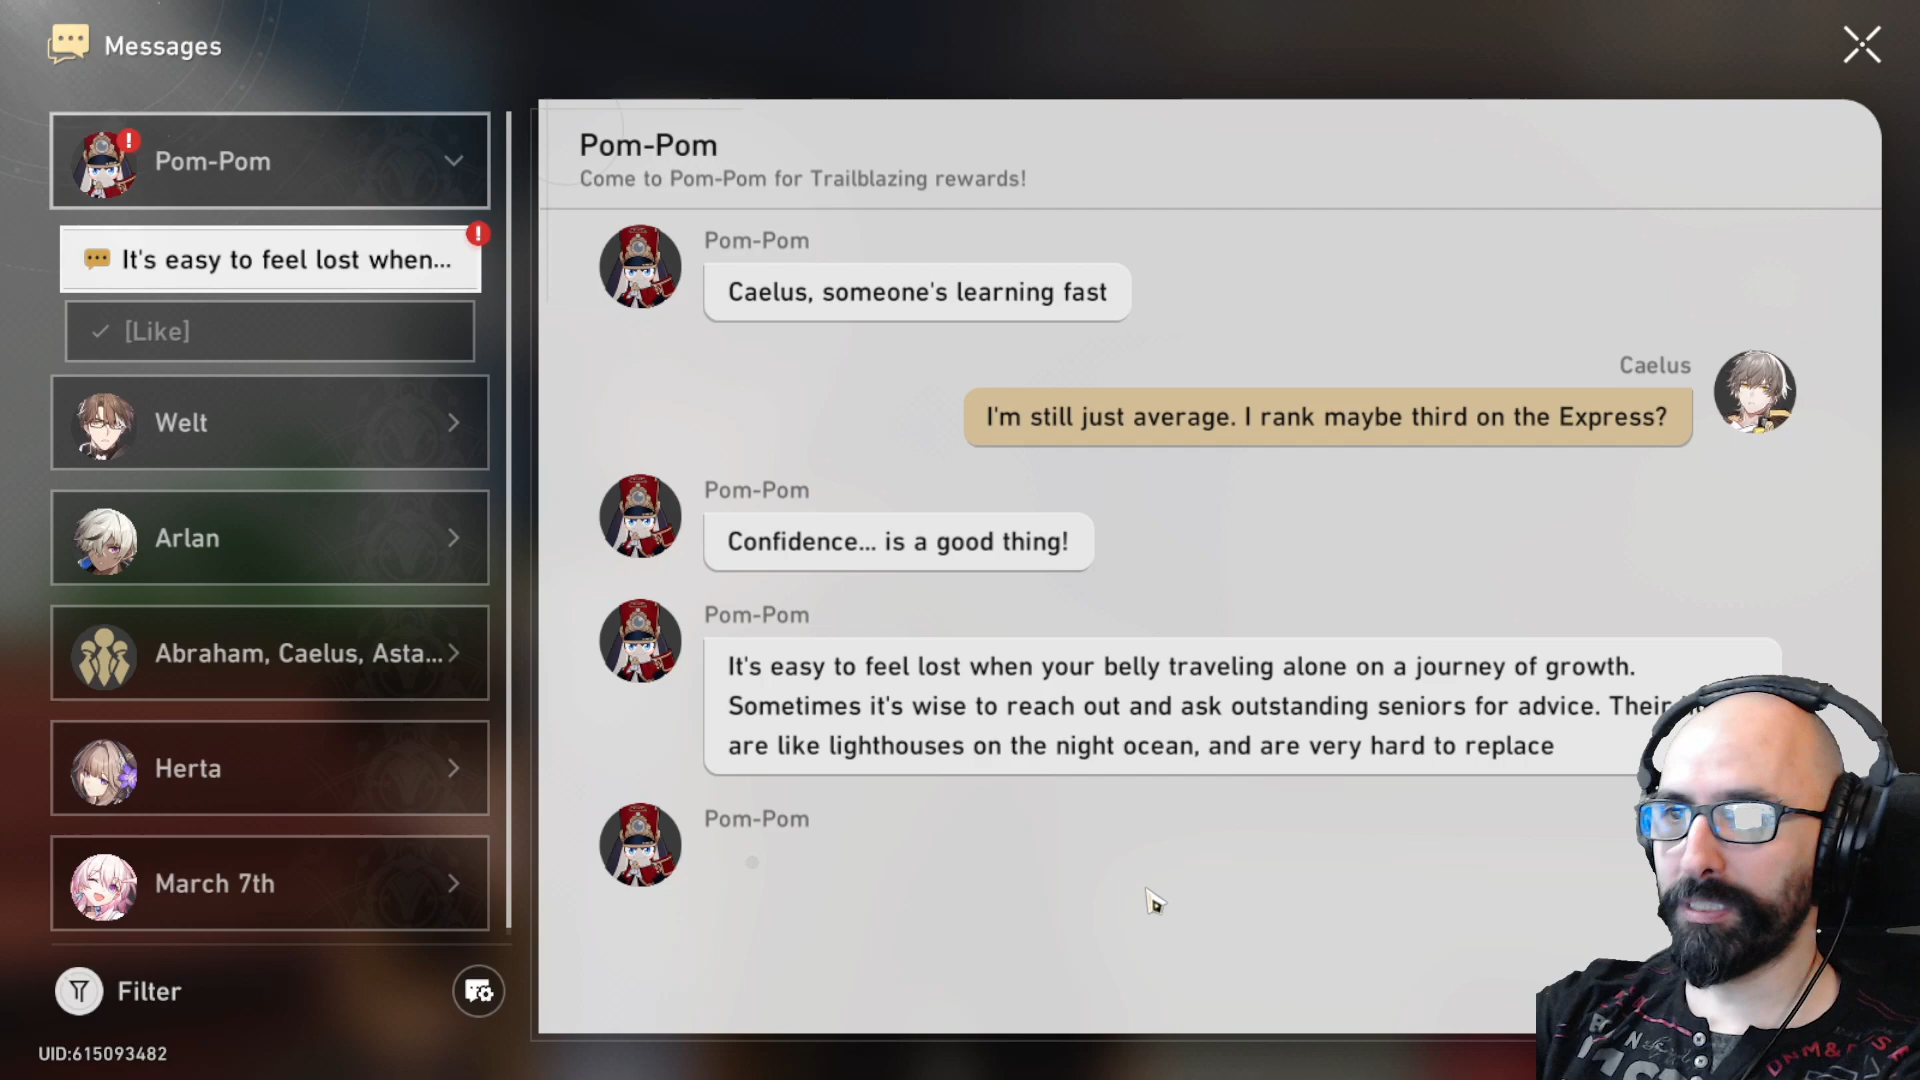 Messages
Pom-Pom
It's easy to feel lost when...
[Like]
Welt
Arlan
Abraham, Caelus, Asta...
Herta
March 7th
Filter
UID:615093482
Pom-Pom
Come to Pom-Pom for Trailblazing rewards!
Pom-Pom
Caelus, someone's learning fast
Caelus
I'm still just average. I rank maybe third on the Express?
Pom-Pom
Confidence... is a good thing!
Pom-Pom
It's easy to feel lost when your belly traveling alone on a journey of growth.
Sometimes it's wise to reach out and ask outstanding seniors for advice. Their
are like lighthouses on the night ocean, and are very hard to replace
Pom-Pom